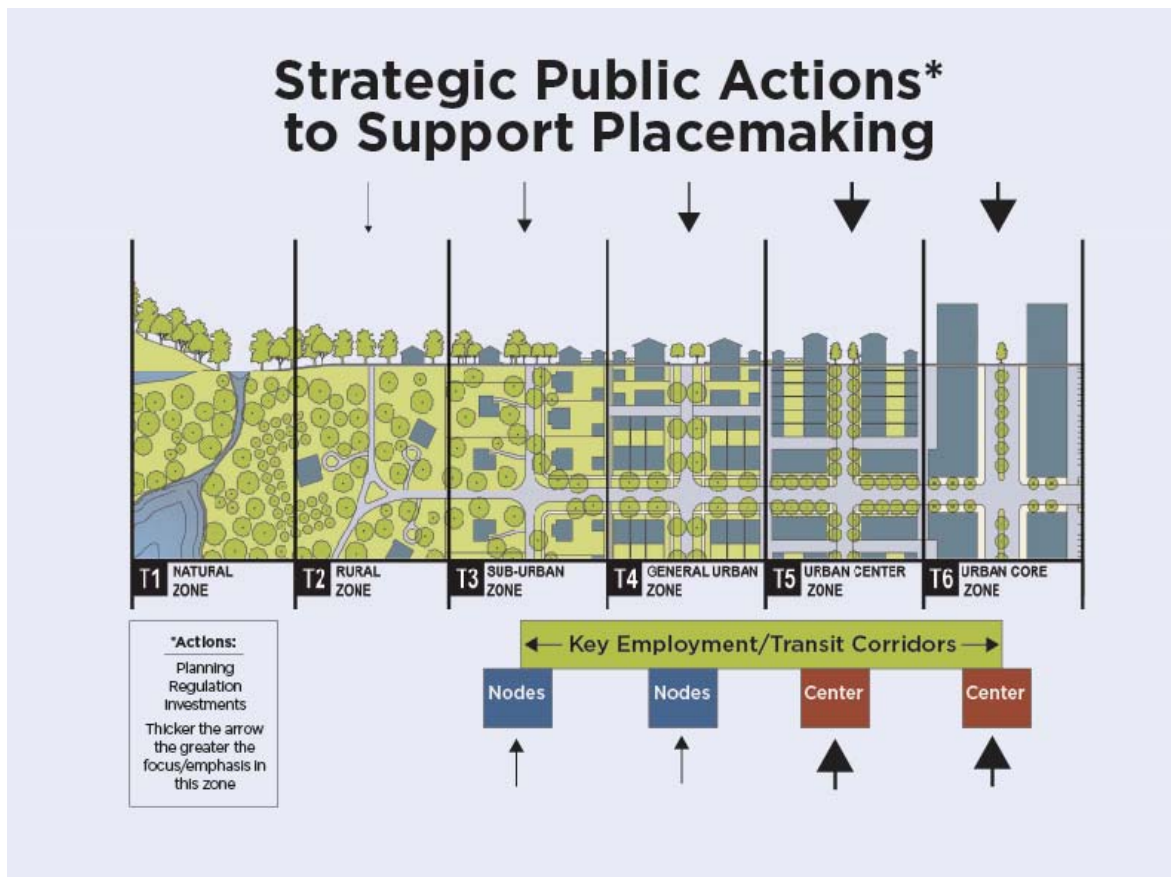 Strategic Public Actions*
to Support Placemaking
T1 NATURAL
ZONE
T2 RURAL
ZONE
T3 SUB-URBAN
ZONE
T4 GENERAL URBAN
ZONE
T5 URBAN CENTER
ZONE
T6 URBAN CORE
ZONE
*Actions:
Planning
Regulation
Investments
Thicker the arrow
the greater the
focus/emphasis in
this zone
Key Employment/Transit Corridors
Nodes
Nodes
Center
Center